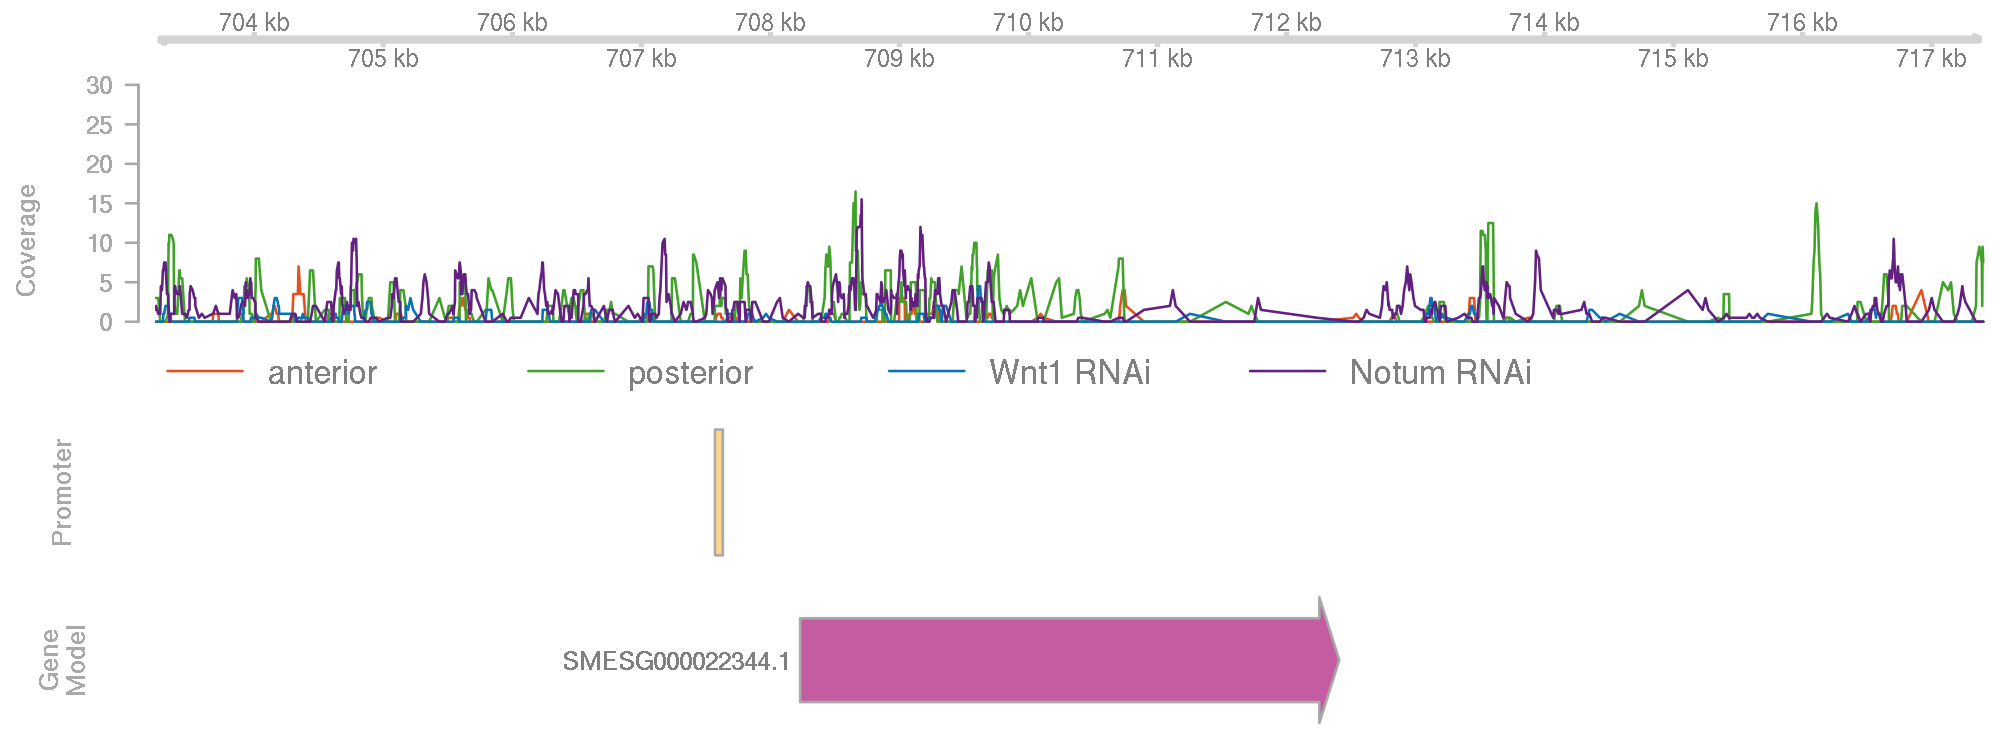 704 kb 706 kb 708 kb 710 kb 712 kb 714 kb 716 kb
705 kb 707 kb 709 kb 711 kb 713 kb 715 kb 717 kb
30
25
20
15
10
5
0
Coverage
anterior posterior Wnt1 RNAi Notum RNAi
Promoter
Gene
Model
SMESG000022344.1